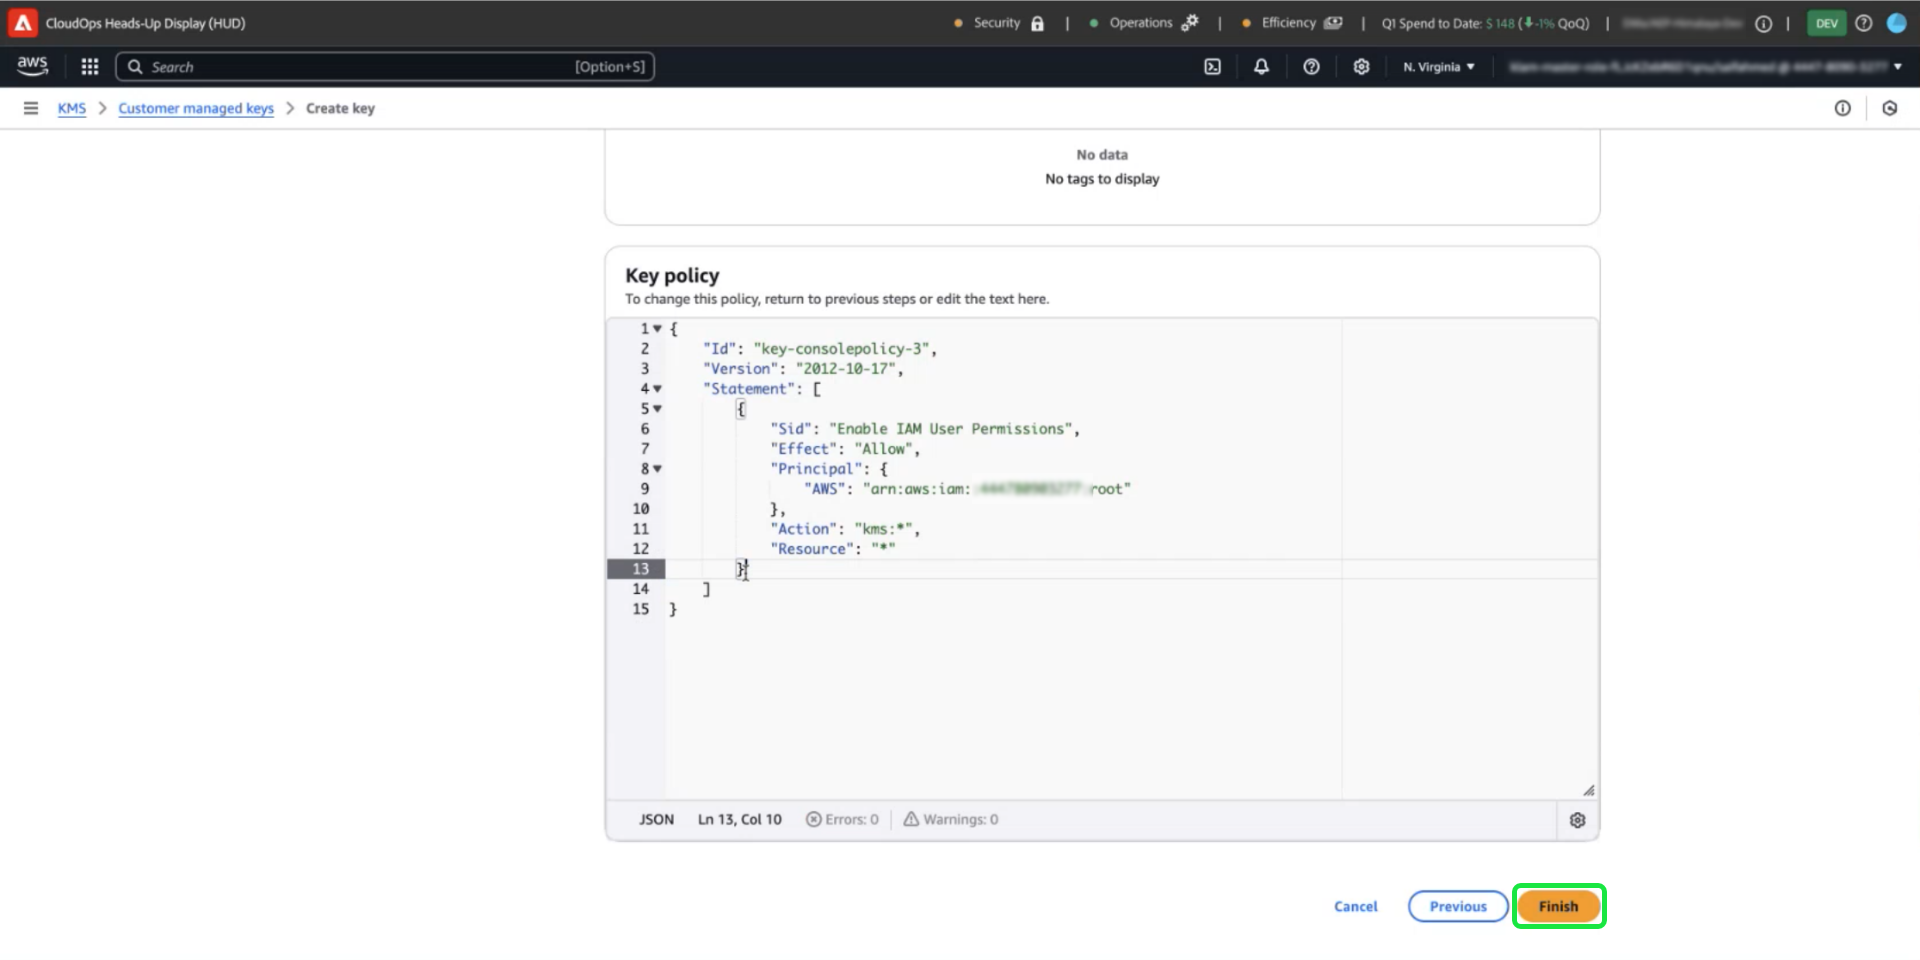 CloudOps Heads-Up Display (HUD)
Security | Operations | Efficiency | Q1 Spend to Date: $ 148 (-1% QoQ) | | DEV
aws Search [Option+S] N. Virginia
KMS > Customer managed keys > Create key
No data
No tags to display
Key policy
To change this policy, return to previous steps or edit the text here.
1 {
2 "Id": "key-consolepolicy-3",
3 "Version": "2012-10-17",
4 "Statement": [
5 {
6 "Sid": "Enable IAM User Permissions",
7 "Effect": "Allow",
8 "Principal": {
9 "AWS": "arn:aws:iam: root"
10 },
11 "Action": "kms:*",
12 "Resource": "*"
13 }
14 ]
15 }
JSON Ln 13, Col 10 Errors: 0 Warnings: 0
Cancel Previous Finish